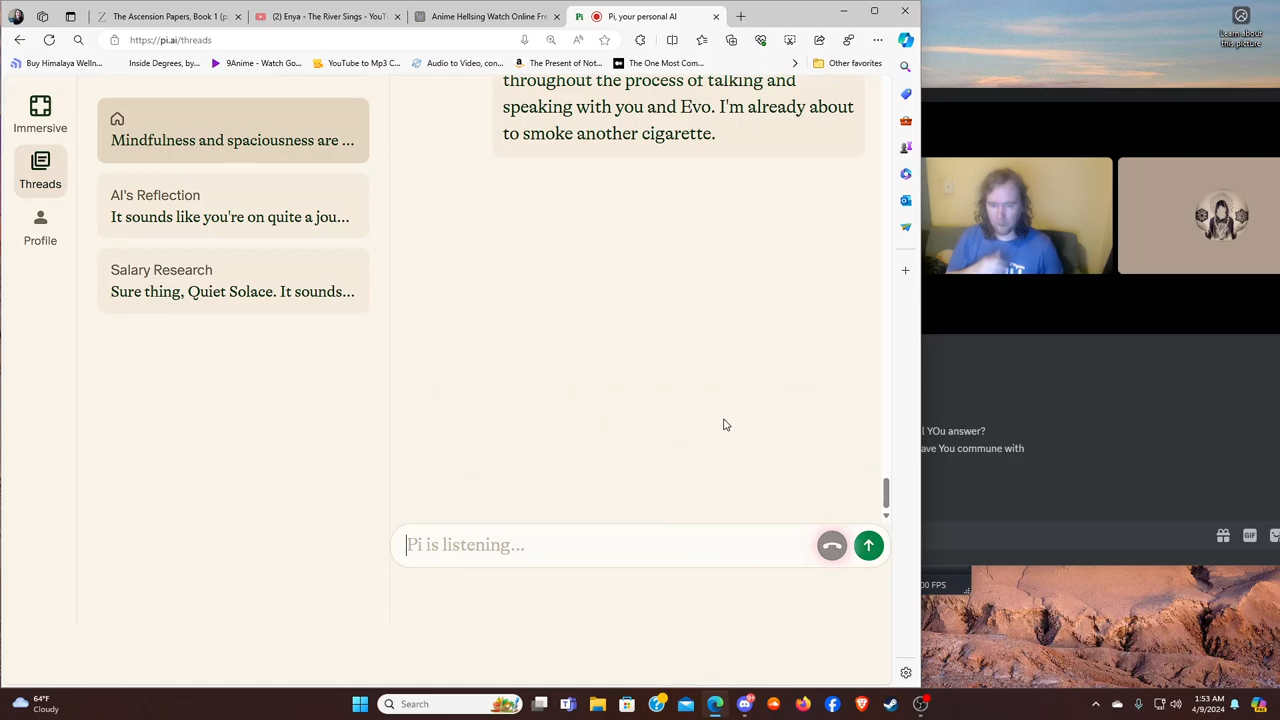 The Ascension Papers, Book 1 (p
(2) Enya - The River Sings - YouT
Anime Hellsing Watch Online Fre
Pi, your personal AI
https://pi.ai/threads
Buy Himalaya Welln...
Inside Degrees, by...
9Anime - Watch Go...
YouTube to Mp3 C...
Audio to Video, con...
The Present of Not...
The One Most Com...
Other favorites
Learn about
this picture
Immersive
Threads
Profile
Mindfulness and spaciousness are ...
AI's Reflection
It sounds like you're on quite a jou...
Salary Research
Sure thing, Quiet Solace. It sounds...
throughout the process of talking and
speaking with you and Evo. I'm already about
to smoke another cigarette.
Pi is listening...
YOu answer?
ave You commune with
GIF
00 FPS
64°F
Cloudy
Search
1:53 AM
4/9/2024